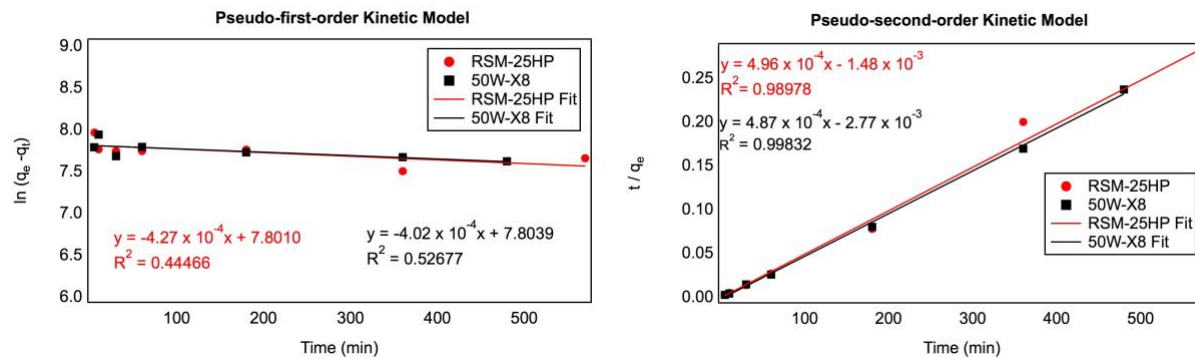 Pseudo-first-order Kinetic Model
9.0
8.5
8.0
7.5
7.0
6.5
6.0
ln (qₑ -qₜ)
RSM-25HP
50W-X8
RSM-25HP Fit
50W-X8 Fit
y = -4.27 x 10⁻⁴x + 7.8010
R² = 0.44466
y = -4.02 x 10⁻⁴x + 7.8039
R² = 0.52677
100 200 300 400 500
Time (min)
Pseudo-second-order Kinetic Model
y = 4.96 x 10⁻⁴x - 1.48 x 10⁻³
R² = 0.98978
y = 4.87 x 10⁻⁴x - 2.77 x 10⁻³
R² = 0.99832
0.25
0.20
0.15
0.10
0.05
0.00
t / qₑ
RSM-25HP
50W-X8
RSM-25HP Fit
50W-X8 Fit
100 200 300 400 500
Time (min)